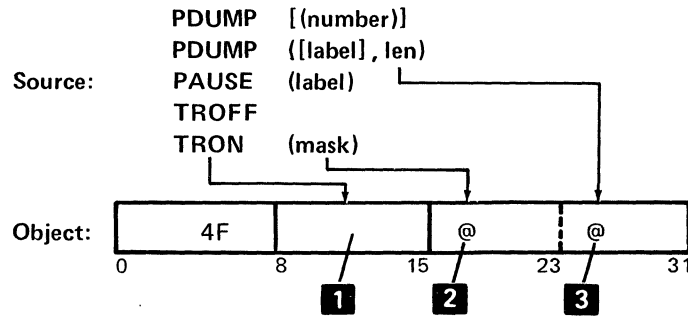 PDUMP [(number)]
PDUMP ([label] , len)
Source: PAUSE (label)
TROFF
TRON (mask)
Object: 4F @ @
0 8 15 23 31
1 2 3